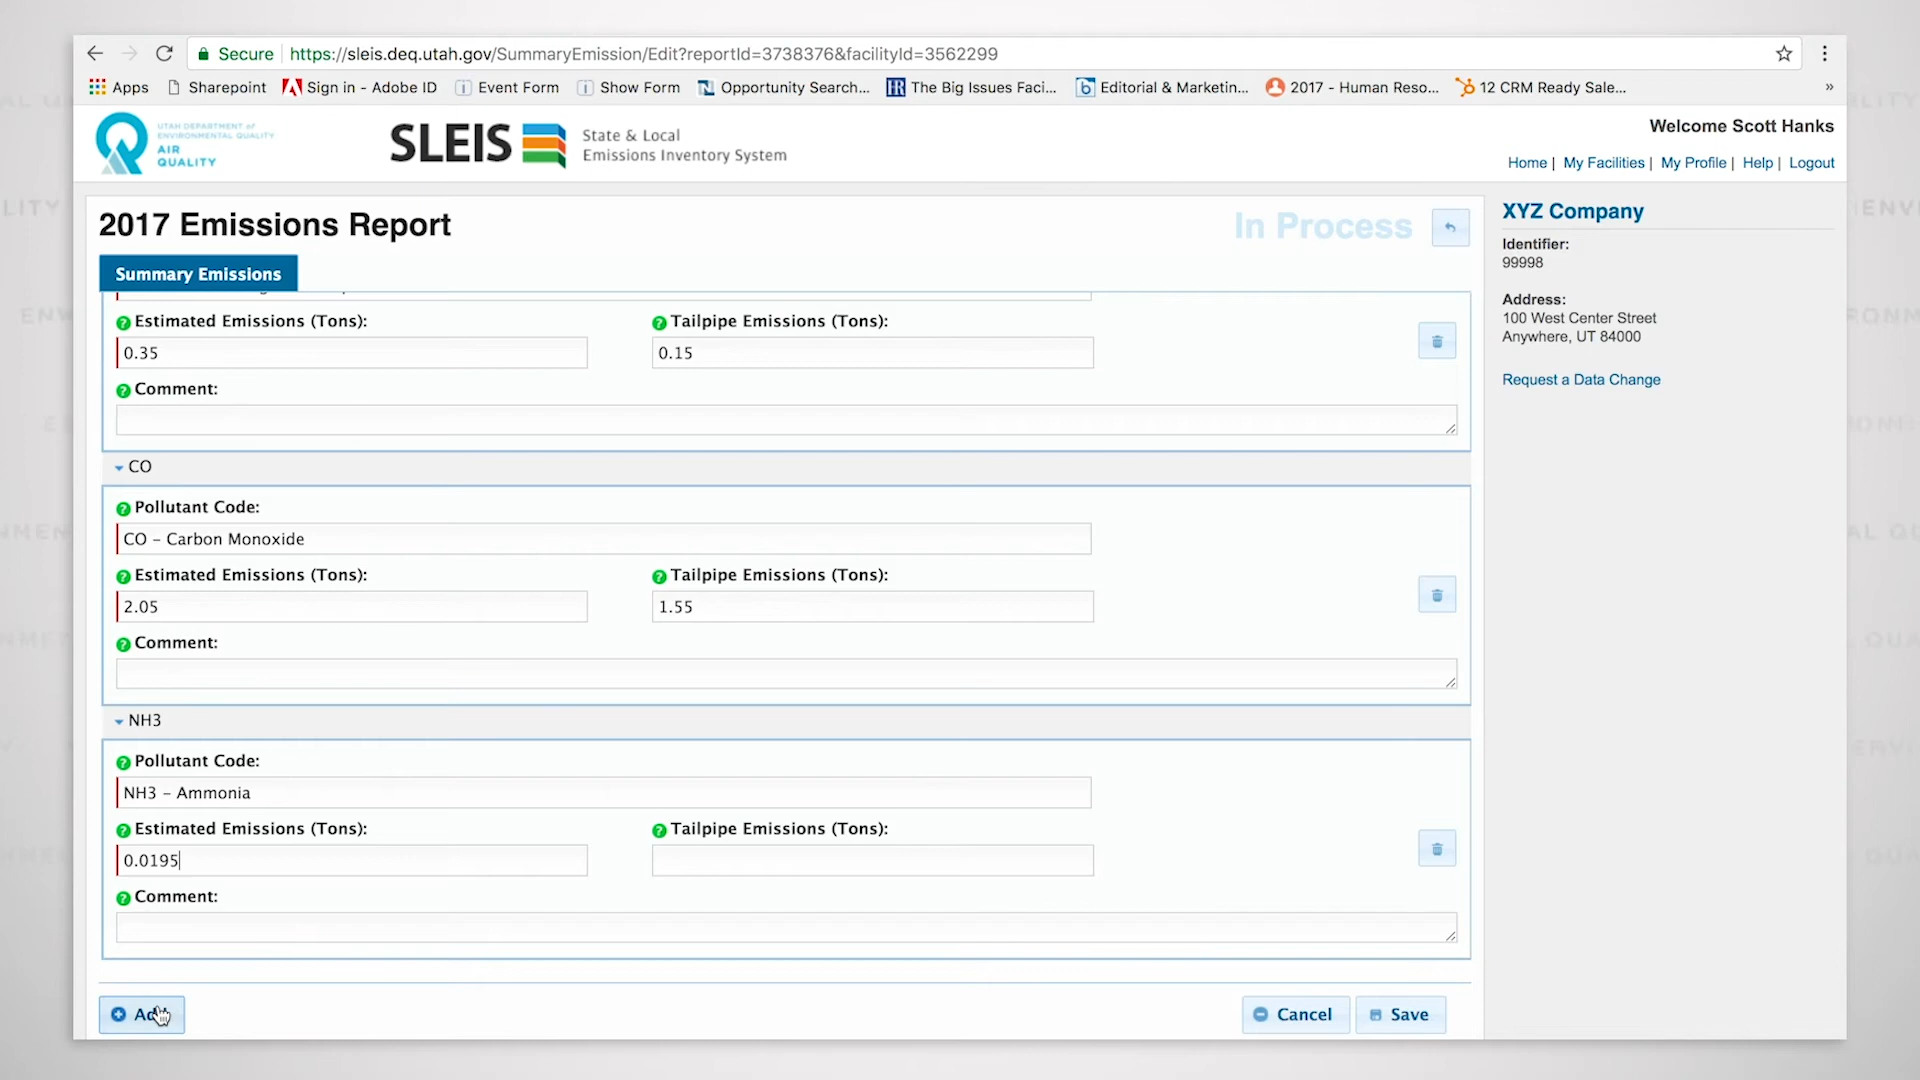 Secure https://sleis.deq.utah.gov/SummaryEmission/Edit?reportId=3738376&facilityId=3562299
Apps Sharepoint Sign in - Adobe ID Event Form Show Form Opportunity Search... The Big Issues Faci... Editorial & Marketin... 2017 - Human Reso... 12 CRM Ready Sale... »
UTAH DEPARTMENT of
ENVIRONMENTAL QUALITY
AIR
QUALITY
SLEIS
State & Local
Emissions Inventory System
Welcome Scott Hanks
Home | My Facilities | My Profile | Help | Logout
2017 Emissions Report
In Process
Summary Emissions
Estimated Emissions (Tons): Tailpipe Emissions (Tons):
0.35 0.15
Comment:
CO
Pollutant Code:
CO – Carbon Monoxide
Estimated Emissions (Tons): Tailpipe Emissions (Tons):
2.05 1.55
Comment:
NH3
Pollutant Code:
NH3 – Ammonia
Estimated Emissions (Tons): Tailpipe Emissions (Tons):
0.0195
Comment:
Cancel Save
XYZ Company
Identifier:
99998
Address:
100 West Center Street
Anywhere, UT 84000
Request a Data Change